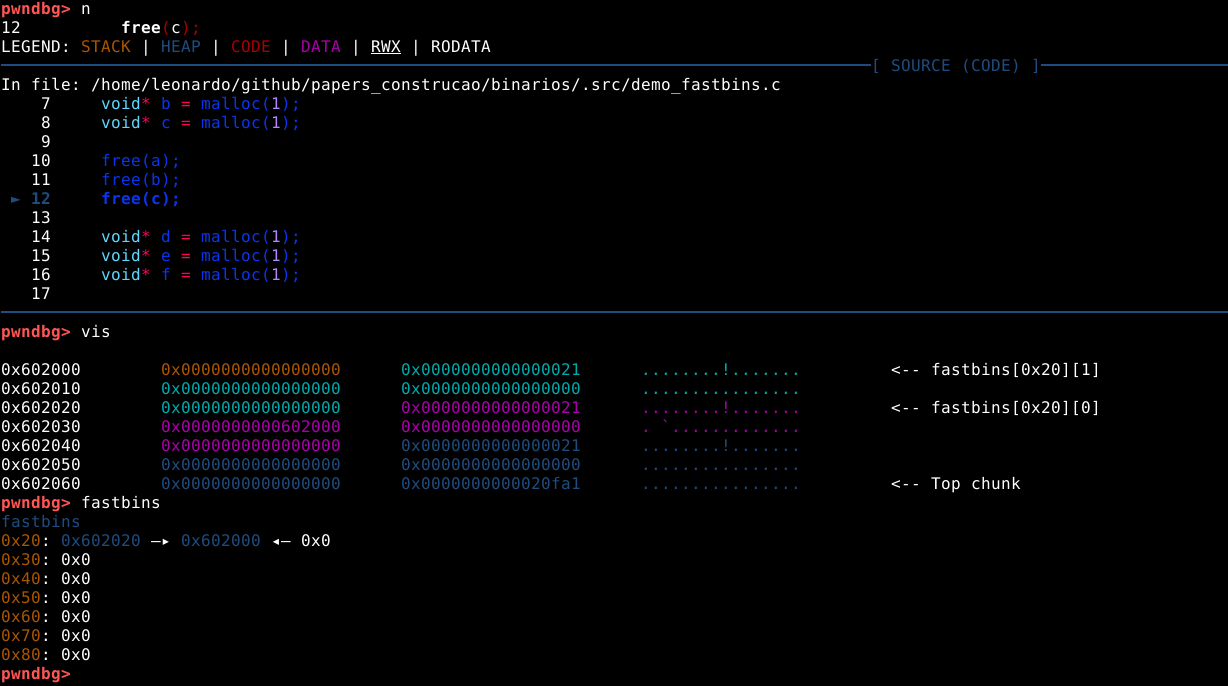 pwndbg> n
12          free(c);
LEGEND: STACK | HEAP | CODE | DATA | RWX | RODATA
[ SOURCE (CODE) ]
In file: /home/leonardo/github/papers_construcao/binarios/.src/demo_fastbins.c
    7     void* b = malloc(1);
    8     void* c = malloc(1);
    9
   10     free(a);
   11     free(b);
 ► 12     free(c);
   13
   14     void* d = malloc(1);
   15     void* e = malloc(1);
   16     void* f = malloc(1);
   17
pwndbg> vis
0x602000        0x0000000000000000      0x0000000000000021      ........!.......         <-- fastbins[0x20][1]
0x602010        0x0000000000000000      0x0000000000000000      ................
0x602020        0x0000000000000000      0x0000000000000021      ........!.......         <-- fastbins[0x20][0]
0x602030        0x0000000000602000      0x0000000000000000      . `.............
0x602040        0x0000000000000000      0x0000000000000021      ........!.......
0x602050        0x0000000000000000      0x0000000000000000      ................
0x602060        0x0000000000000000      0x0000000000020fa1      ................         <-- Top chunk
pwndbg> fastbins
fastbins
0x20: 0x602020 —▸ 0x602000 ◂— 0x0
0x30: 0x0
0x40: 0x0
0x50: 0x0
0x60: 0x0
0x70: 0x0
0x80: 0x0
pwndbg>